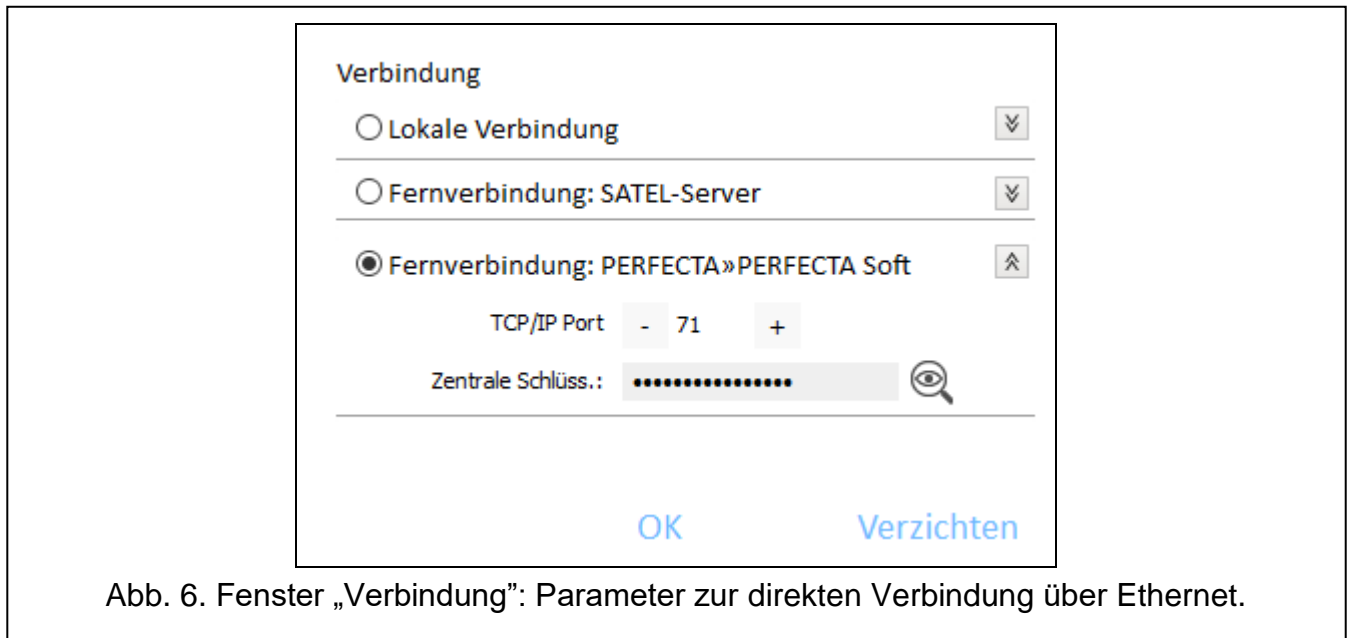 Verbindung
Lokale Verbindung
Fernverbindung: SATEL-Server
Fernverbindung: PERFECTA»PERFECTA Soft
TCP/IP Port - 71 +
Zentrale Schlüss.: ••••••••••••••••
OK Verzichten
Abb. 6. Fenster „Verbindung”: Parameter zur direkten Verbindung über Ethernet.